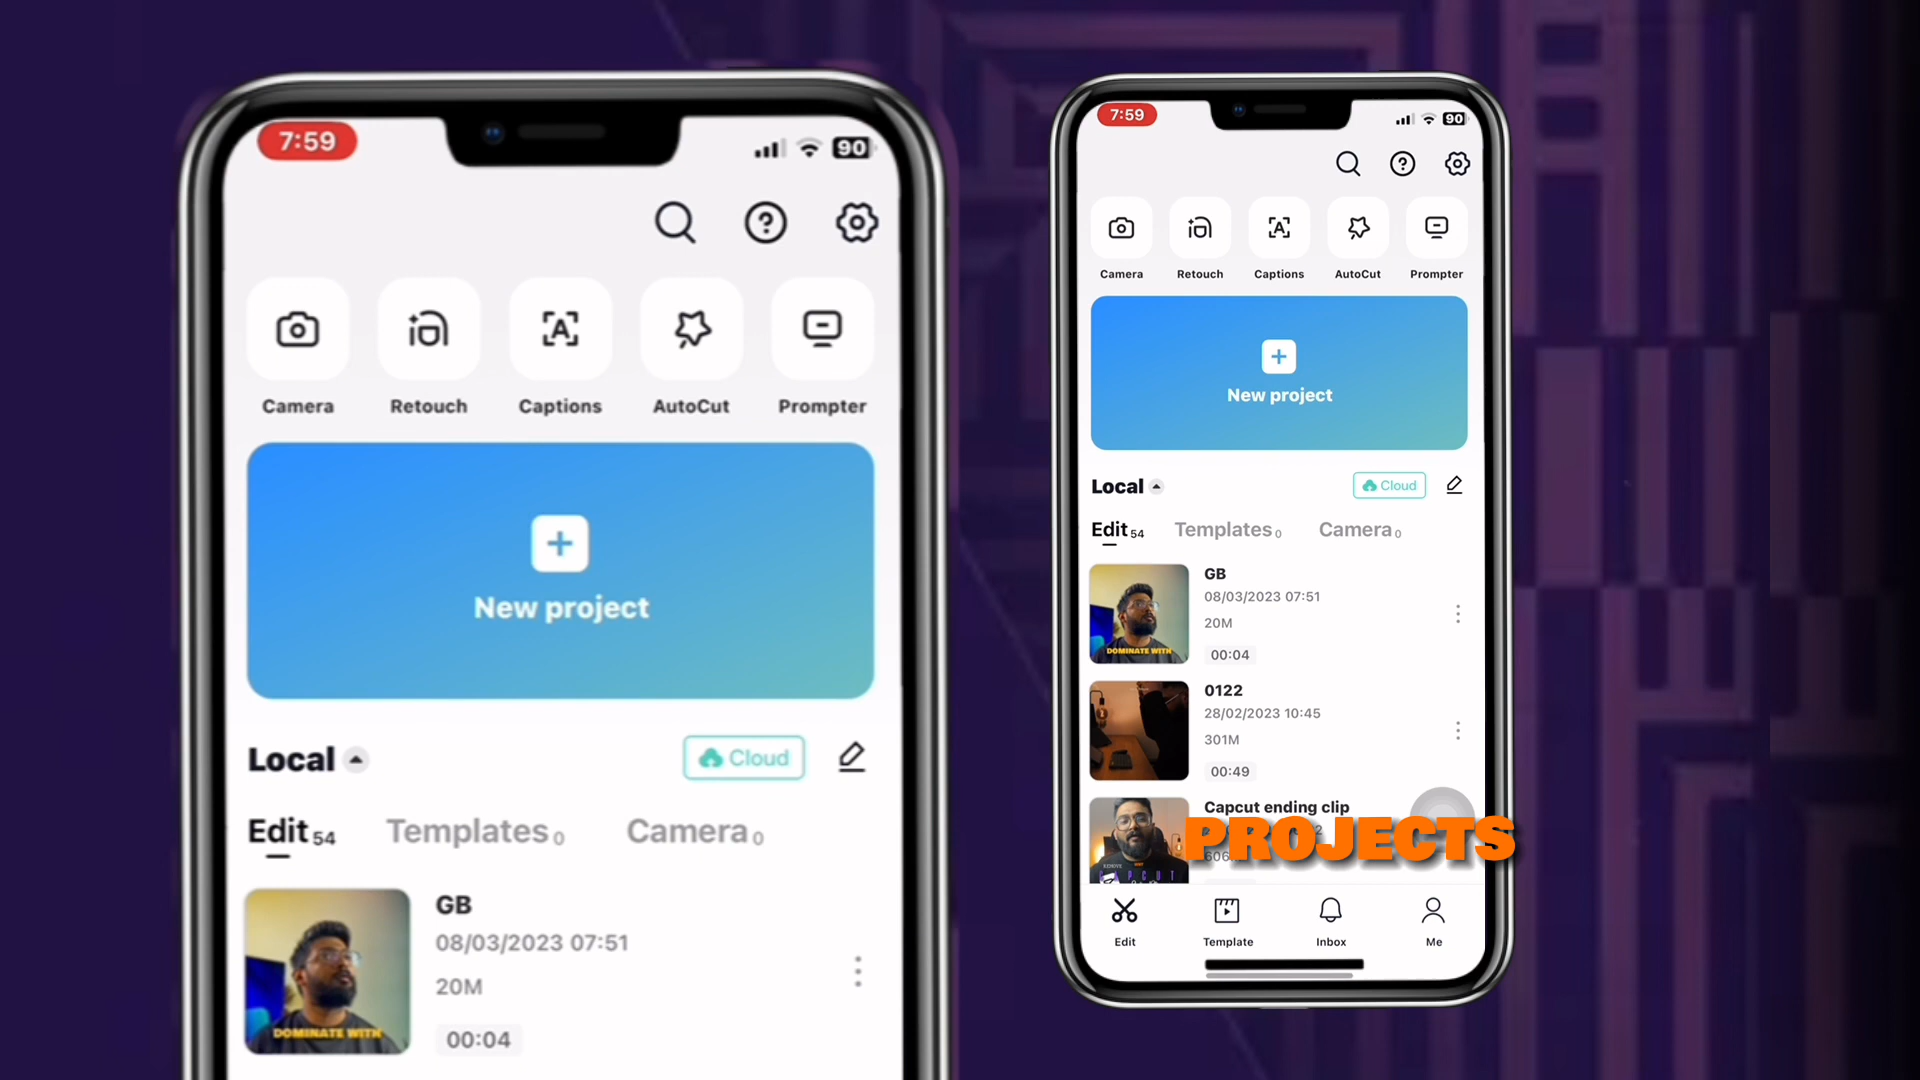 7:59
90
Camera
Retouch
Captions
AutoCut
Prompter
New project
Local
Cloud
Edit 54
Templates 0
Camera 0
GB
08/03/2023 07:51
20M
00:04
DOMINATE WITH
7:59
90
Camera
Retouch
Captions
AutoCut
Prompter
New project
Local
Cloud
Edit 54
Templates 0
Camera 0
GB
08/03/2023 07:51
20M
00:04
DOMINATE WITH
0122
28/02/2023 10:45
301M
00:49
Capcut ending clip
PROJECTS
CAPCUT
Edit
Template
Inbox
Me